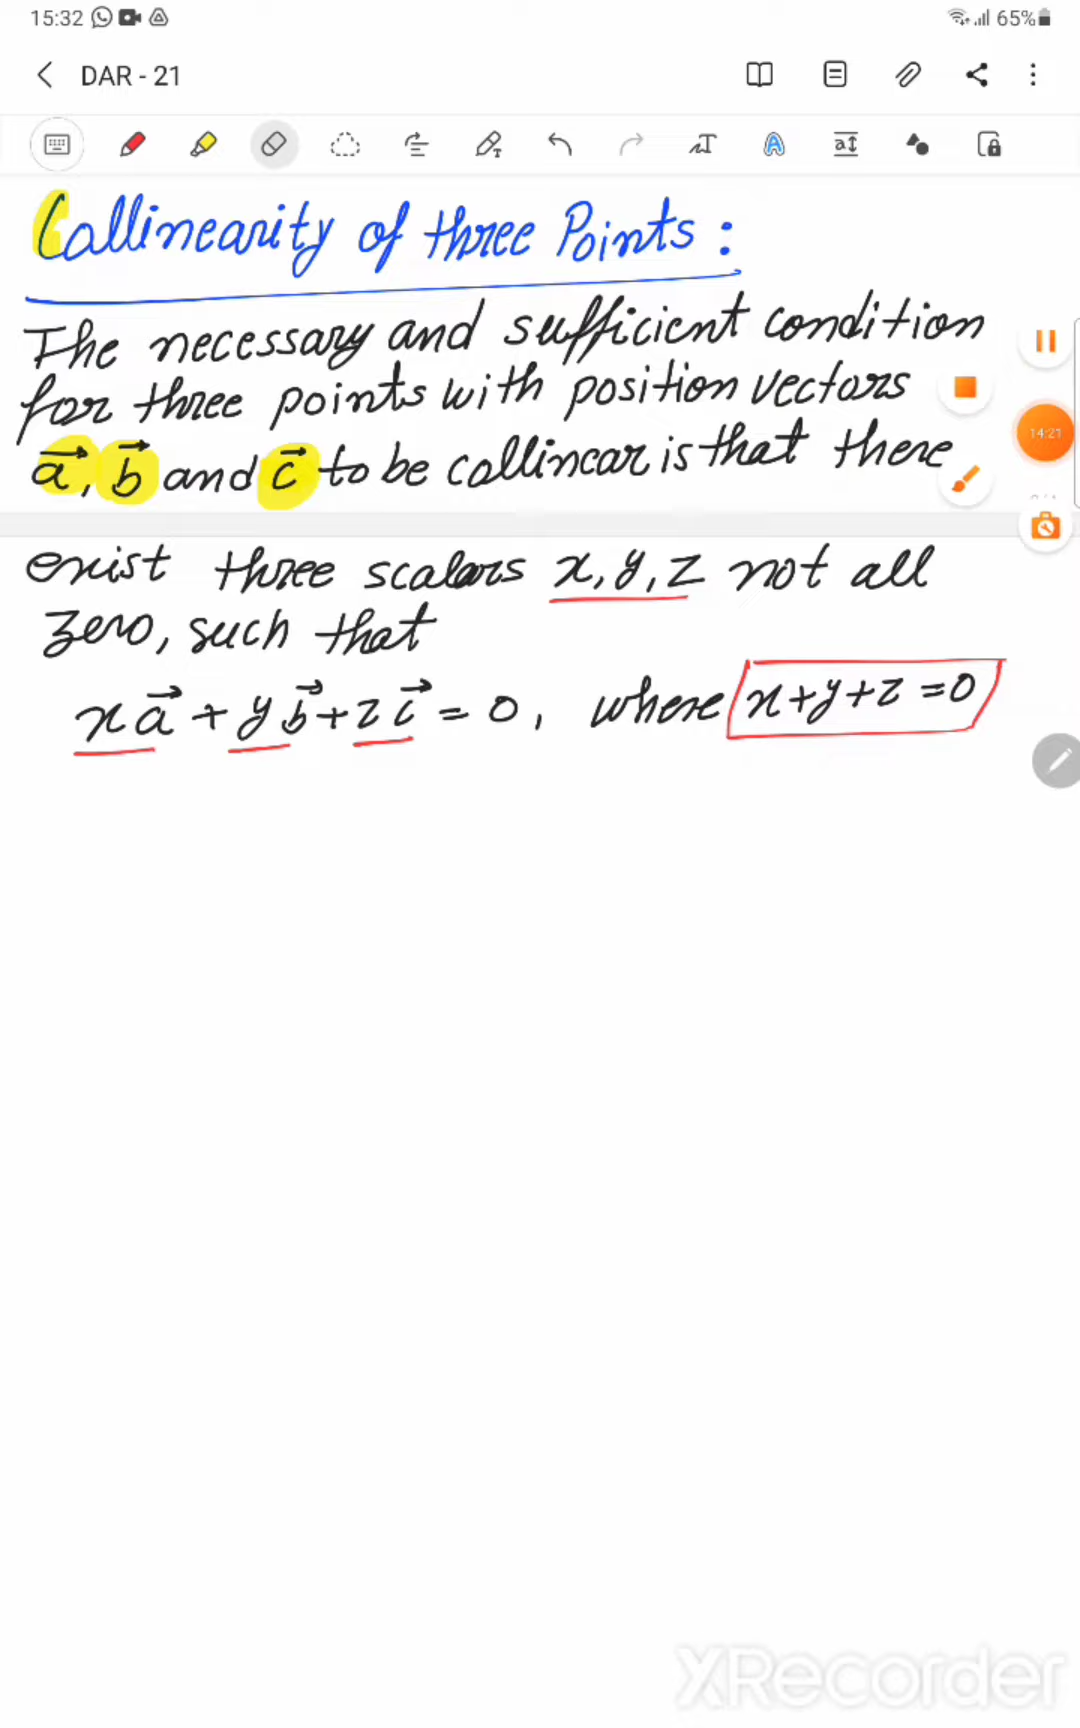 15:32
65%
DAR - 21
Collinearity of three Points :
The necessary and sufficient condition
for three points with position vectors
a⃗, b⃗ and c⃗ to be collinear is that there
14:21
exist three scalars x, y, z not all
zero, such that
x a⃗ + y b⃗ + z c⃗ = 0, where x+y+z=0
XRecorder